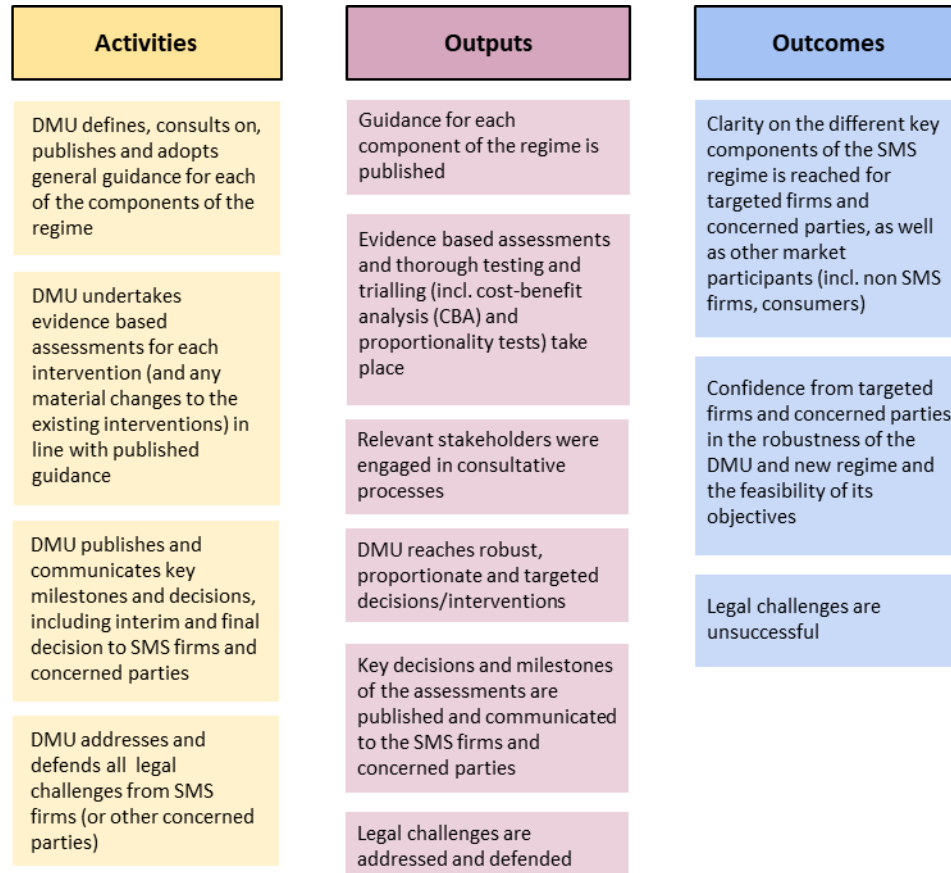 Activities
DMU defines, consults on,
publishes and adopts
general guidance for each
of the components of the
regime
DMU undertakes
evidence based
assessments for each
intervention (and any
material changes to the
existing interventions) in
line with published
guidance
DMU publishes and
communicates key
milestones and decisions,
including interim and final
decision to SMS firms and
concerned parties
DMU addresses and
defends all legal
challenges from SMS
firms (or other concerned
parties)
Outputs
Guidance for each
component of the regime is
published
Evidence based assessments
and thorough testing and
trialling (incl. cost-benefit
analysis (CBA) and
proportionality tests) take
place
Relevant stakeholders were
engaged in consultative
processes
DMU reaches robust,
proportionate and targeted
decisions/interventions
Key decisions and milestones
of the assessments are
published and communicated
to the SMS firms and
concerned parties
Legal challenges are
addressed and defended
Outcomes
Clarity on the different key
components of the SMS
regime is reached for
targeted firms and
concerned parties, as well
as other market
participants (incl. non SMS
firms, consumers)
Confidence from targeted
firms and concerned parties
in the robustness of the
DMU and new regime and
the feasibility of its
objectives
Legal challenges are
unsuccessful